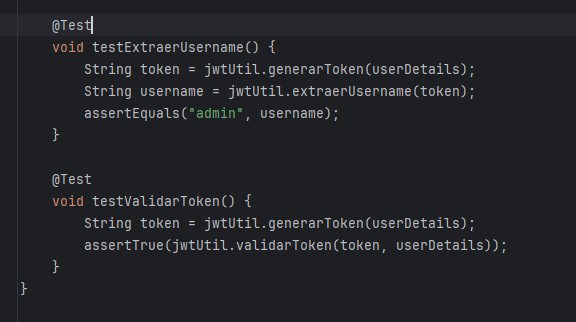 @Test
void testExtraerUsername() {
String token = jwtUtil.generarToken(userDetails);
String username = jwtUtil.extraerUsername(token);
assertEquals("admin", username);
}
@Test
void testValidarToken() {
String token = jwtUtil.generarToken(userDetails);
assertTrue(jwtUtil.validarToken(token, userDetails));
}
}